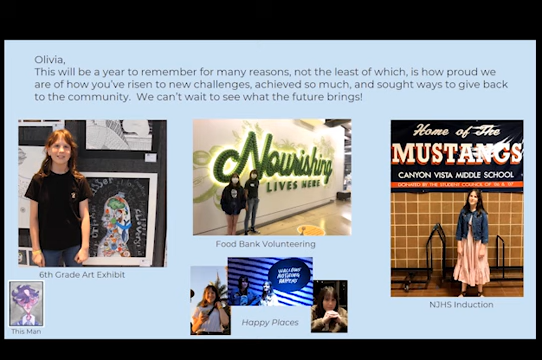 Olivia,
This will be a year to remember for many reasons, not the least of which, is how proud we
are of how you've risen to new challenges, achieved so much, and sought ways to give back
to the community. We can't wait to see what the future brings!
Nourishing
LIVES HERE
Home of The
MUSTANGS
CANYON VISTA MIDDLE SCHOOL
DONATED BY THE STUDENT COUNCIL OF
6th Grade Art Exhibit
Food Bank Volunteering
NJHS Induction
This Man
Happy Places